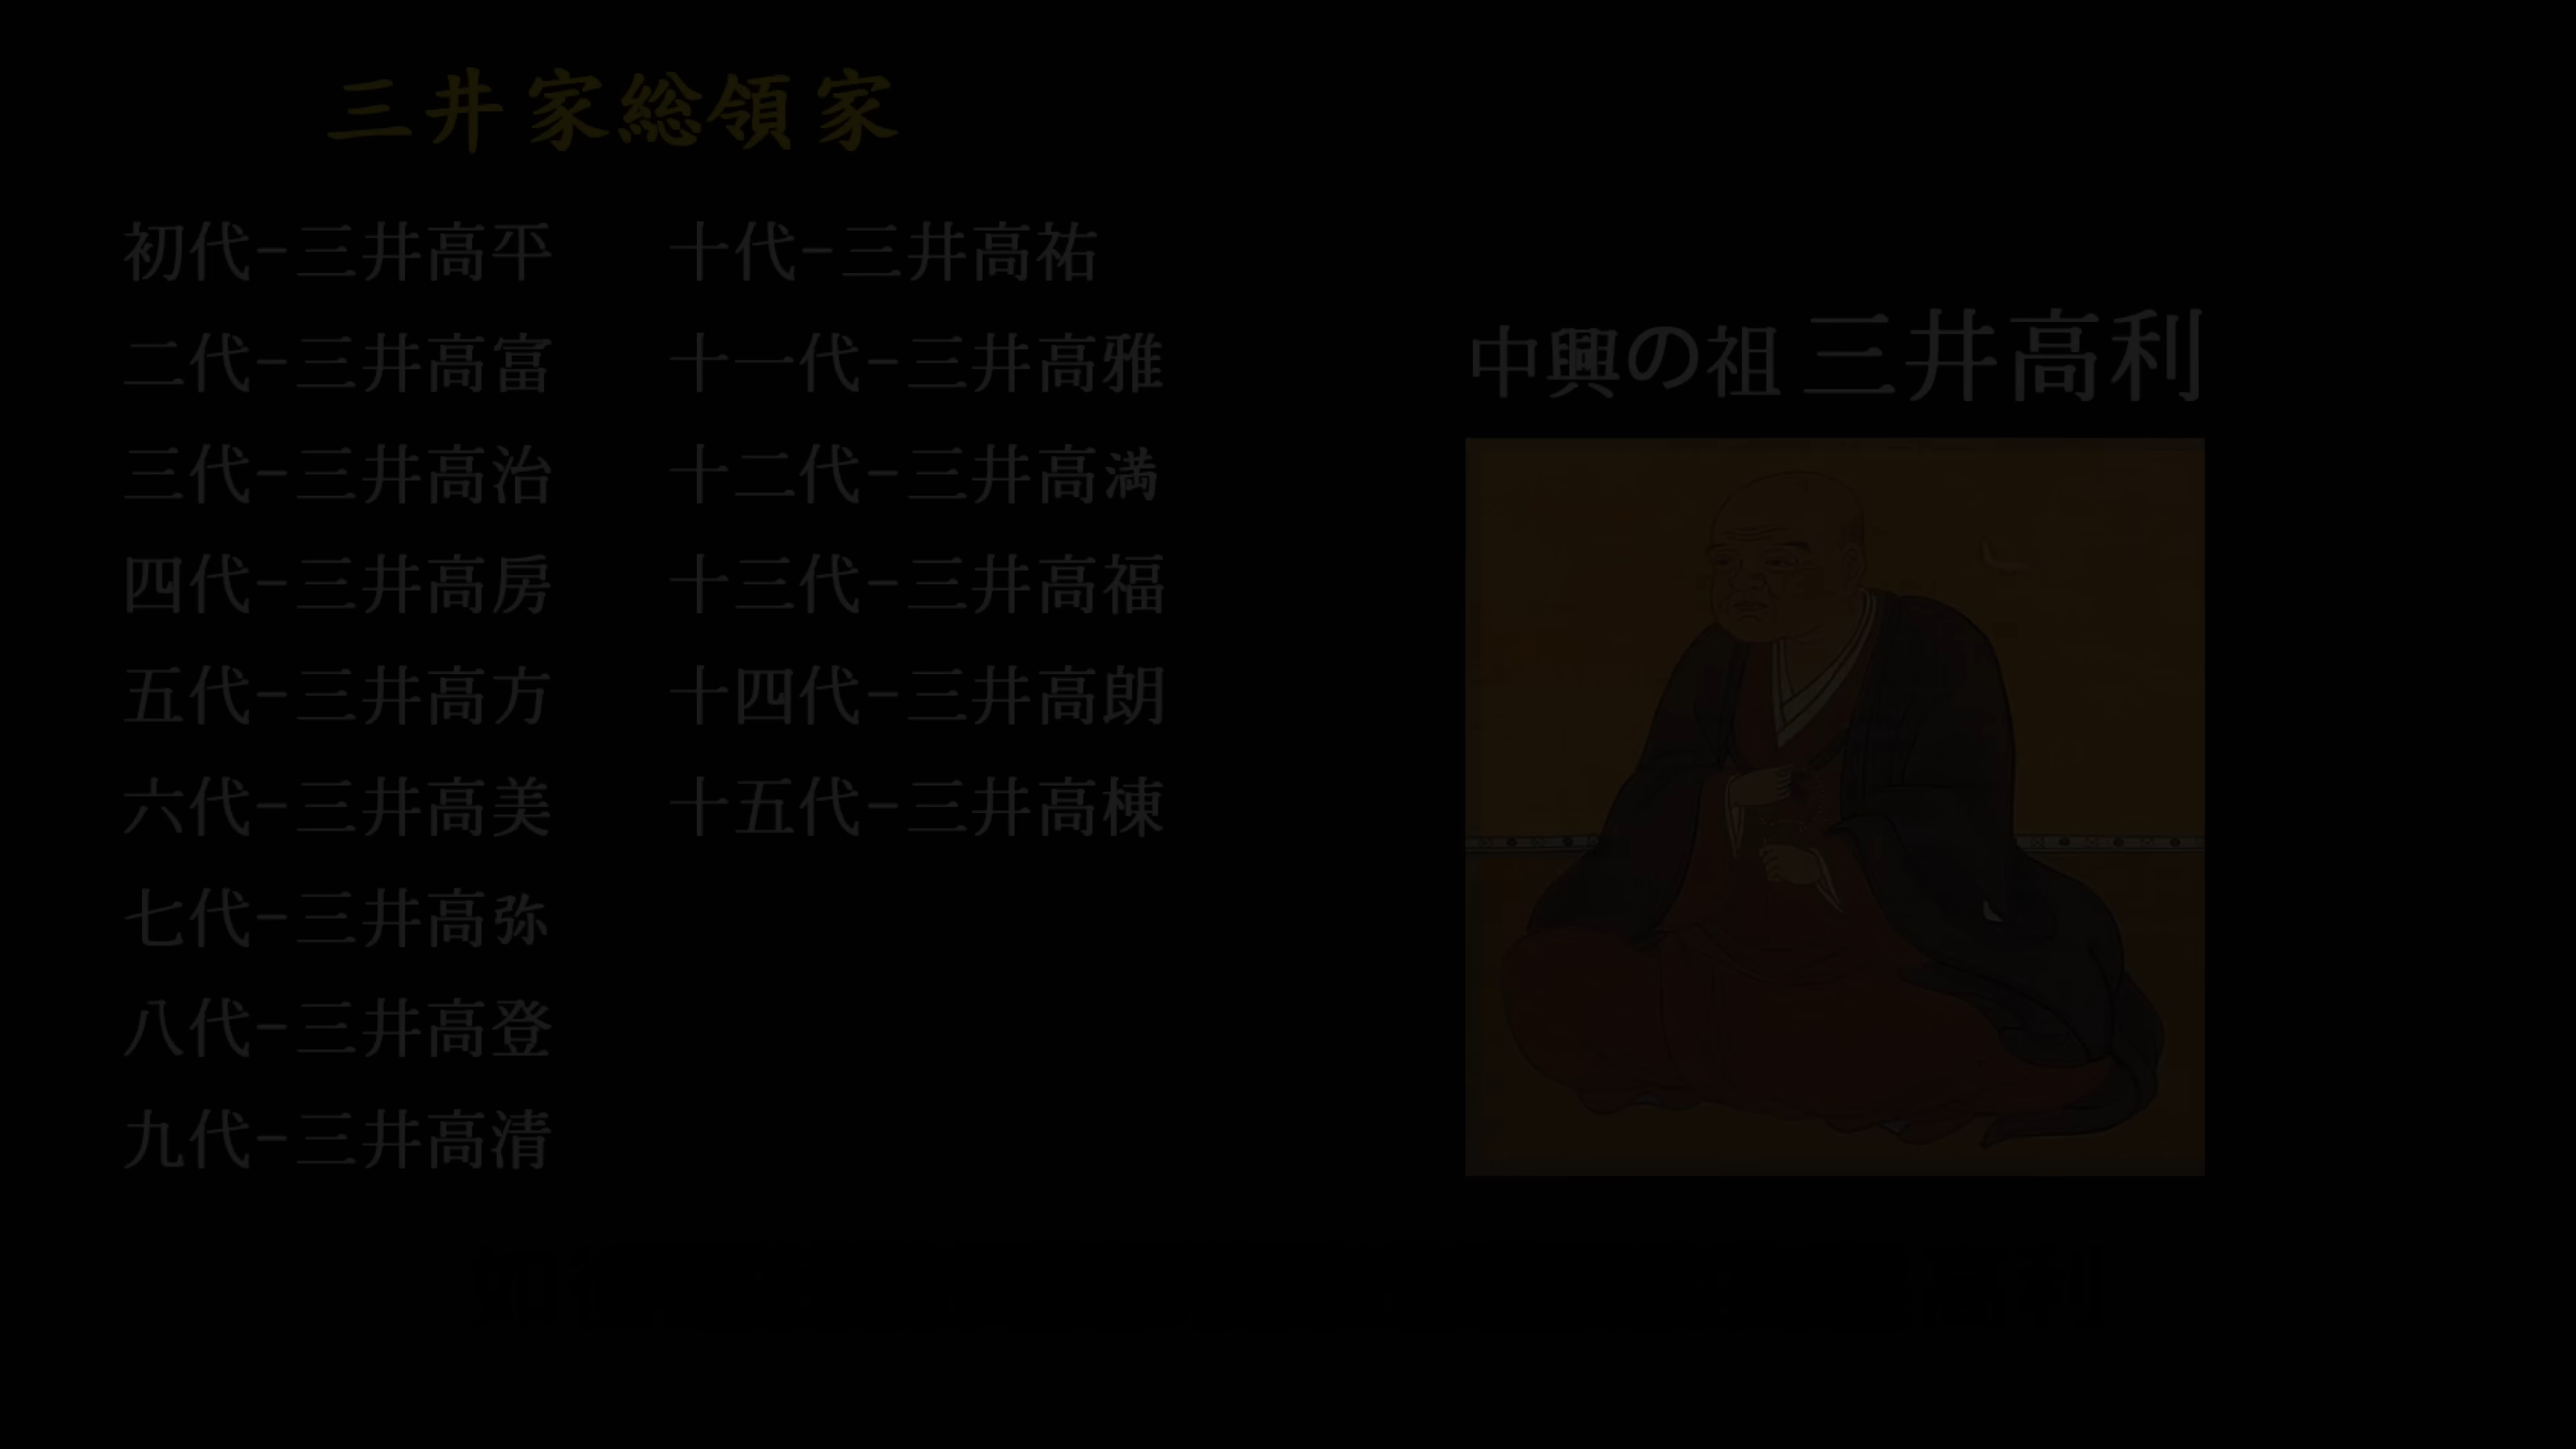 三井家総領家
初代-三井高平
二代-三井高富
三代-三井高治
四代-三井高房
五代-三井高方
六代-三井高美
七代-三井高弥
八代-三井高登
九代-三井高清
十代-三井高祐
十一代-三井高雅
十二代-三井高満
十三代-三井高福
十四代-三井高朗
十五代-三井高棟
中興の祖 三井高利